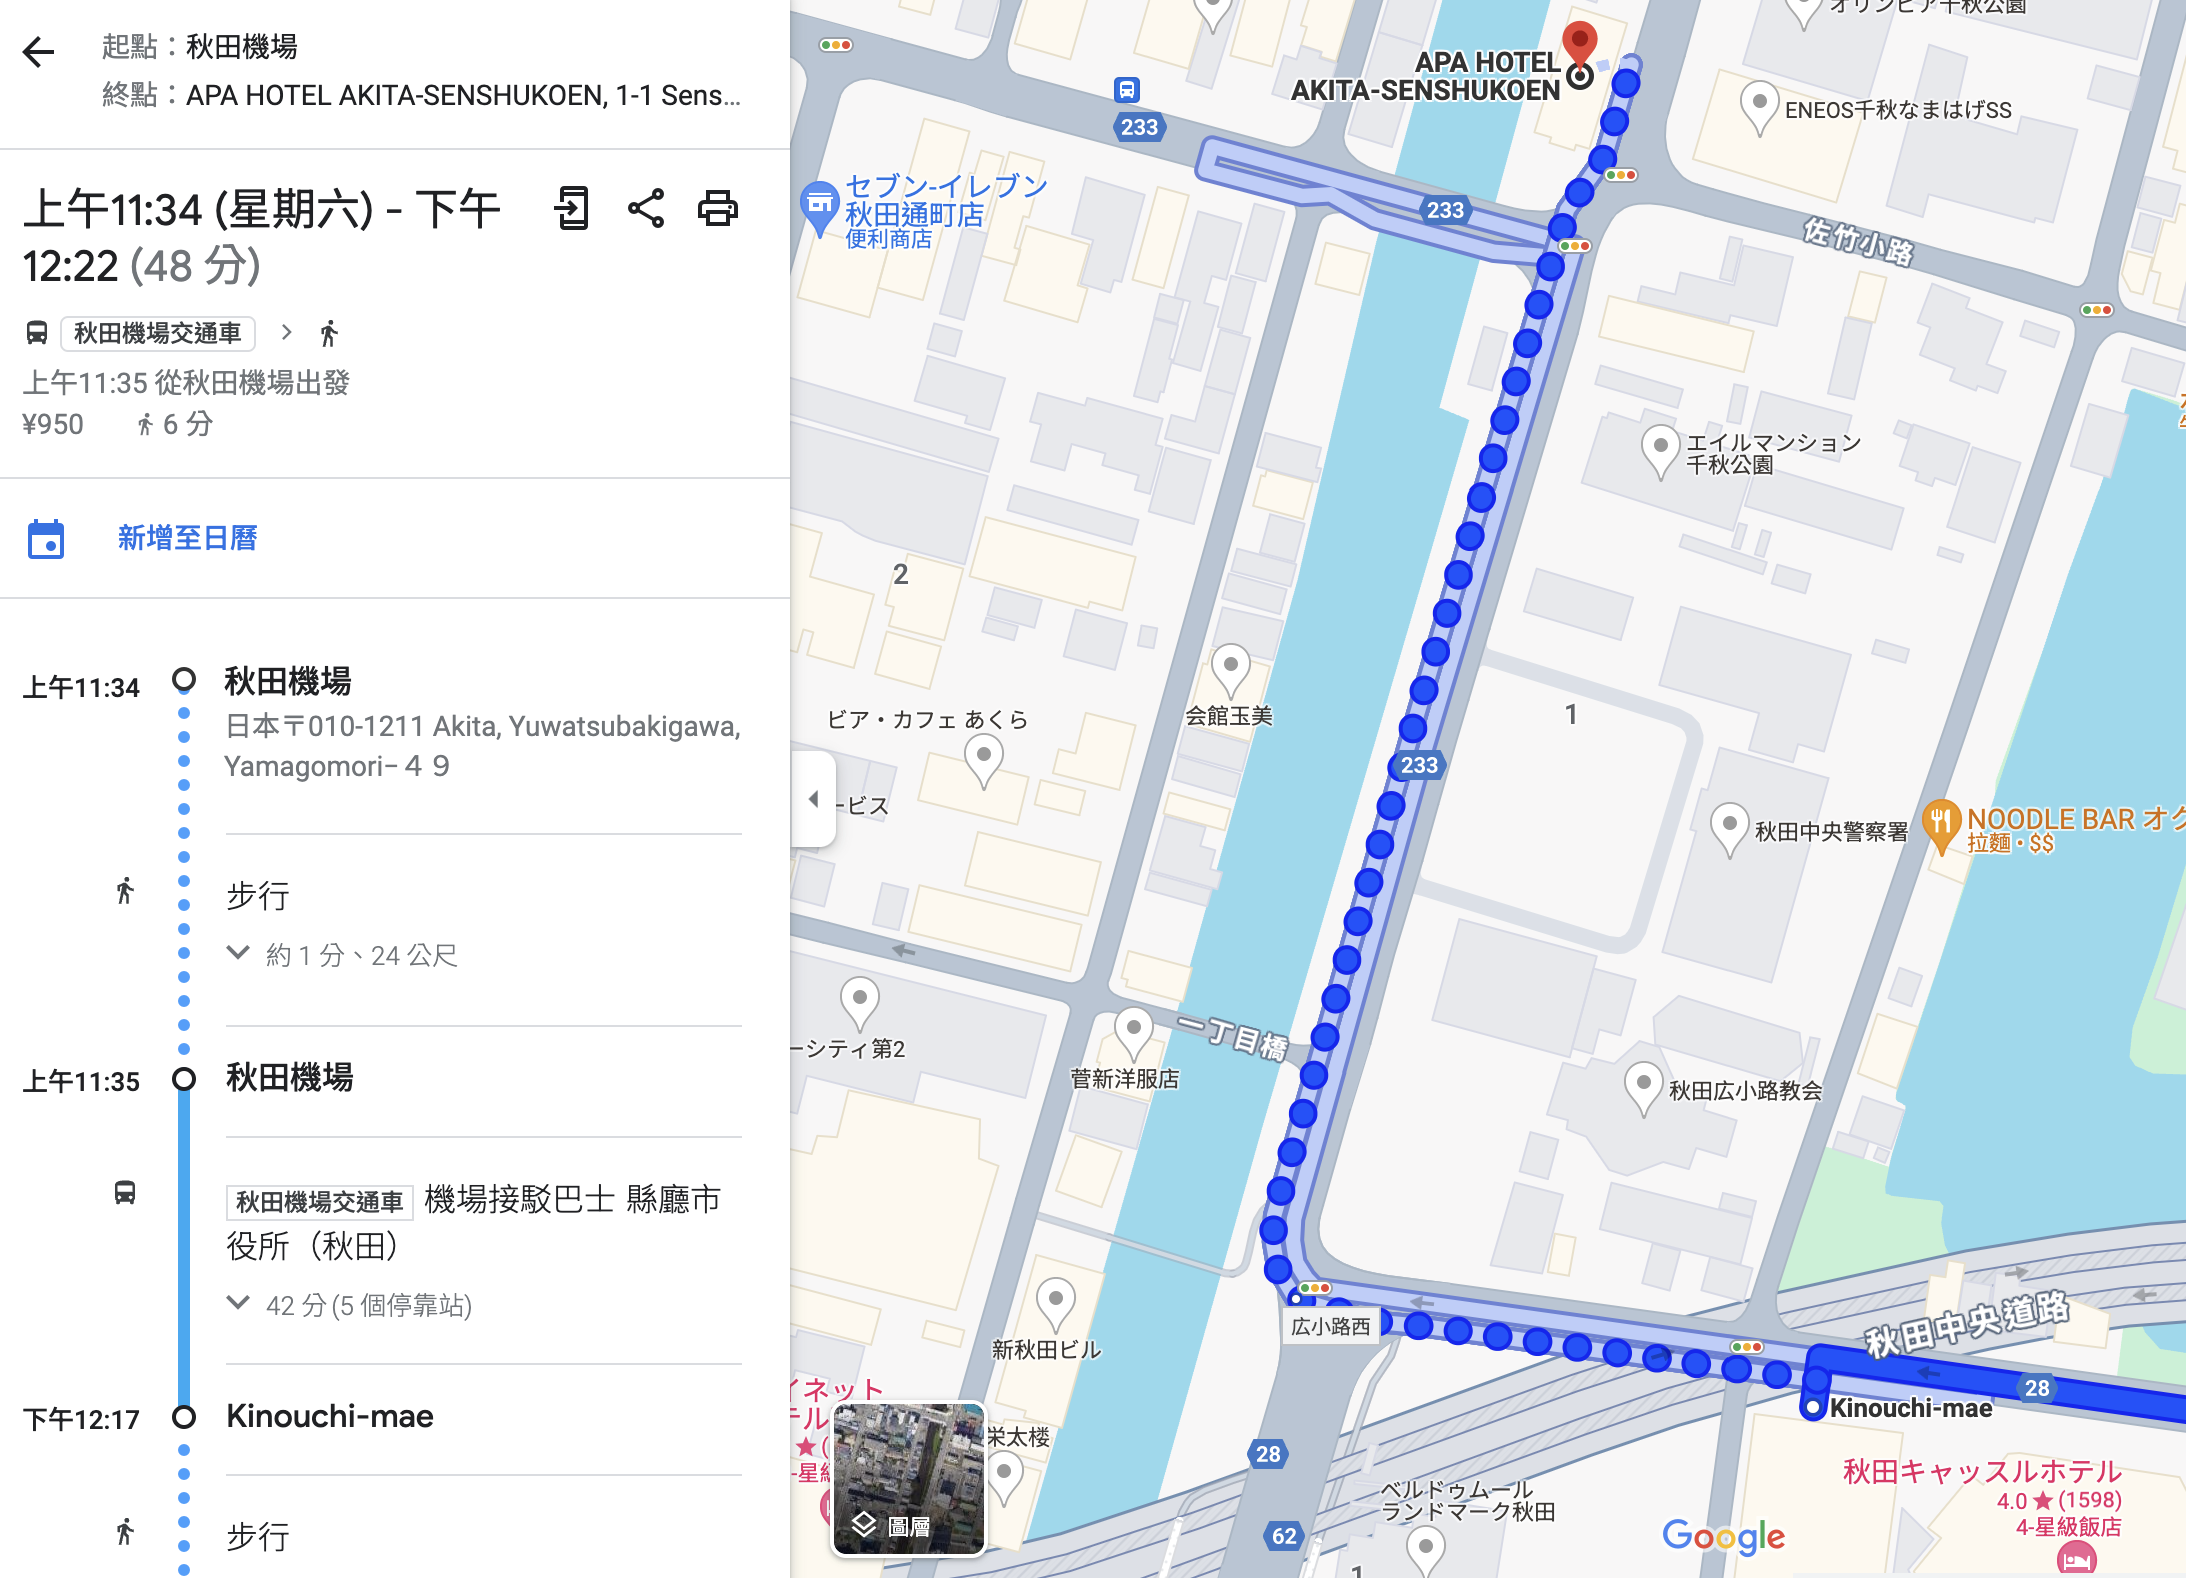 起點：秋田機場
終點：APA HOTEL AKITA-SENSHUKOEN, 1-1 Sens...
上午11:34 (星期六) - 下午
12:22 (48 分)
秋田機場交通車
上午11:35 從秋田機場出發
¥950 6 分
新增至日曆
上午11:34
秋田機場
日本〒010-1211 Akita, Yuwatsubakigawa,
Yamagomori−４９
步行
約 1 分、24 公尺
上午11:35
秋田機場
秋田機場交通車 機場接駁巴士 縣廳市
役所（秋田）
42 分 (5 個停靠站)
下午12:17
Kinouchi-mae
步行
オリンピア千秋公園
APA HOTEL
AKITA-SENSHUKOEN
ENEOS千秋なまはげSS
233
セブン-イレブン
秋田通町店
便利商店
233
佐竹小路
エイルマンション
千秋公園
2
会館玉美
1
ビア・カフェ あくら
233
ービス
秋田中央警察署
NOODLE BAR オク
拉麵・$$
一丁目橋
ーシティ第2
菅新洋服店
秋田広小路教会
広小路西
新秋田ビル
秋田中央道路
28
Kinouchi-mae
イネット
テル
栄太楼
-星級
28
ベルドゥムール
ランドマーク秋田
秋田キャッスルホテル
4.0 ★ (1598)
4-星級飯店
圖層
62
Google
1